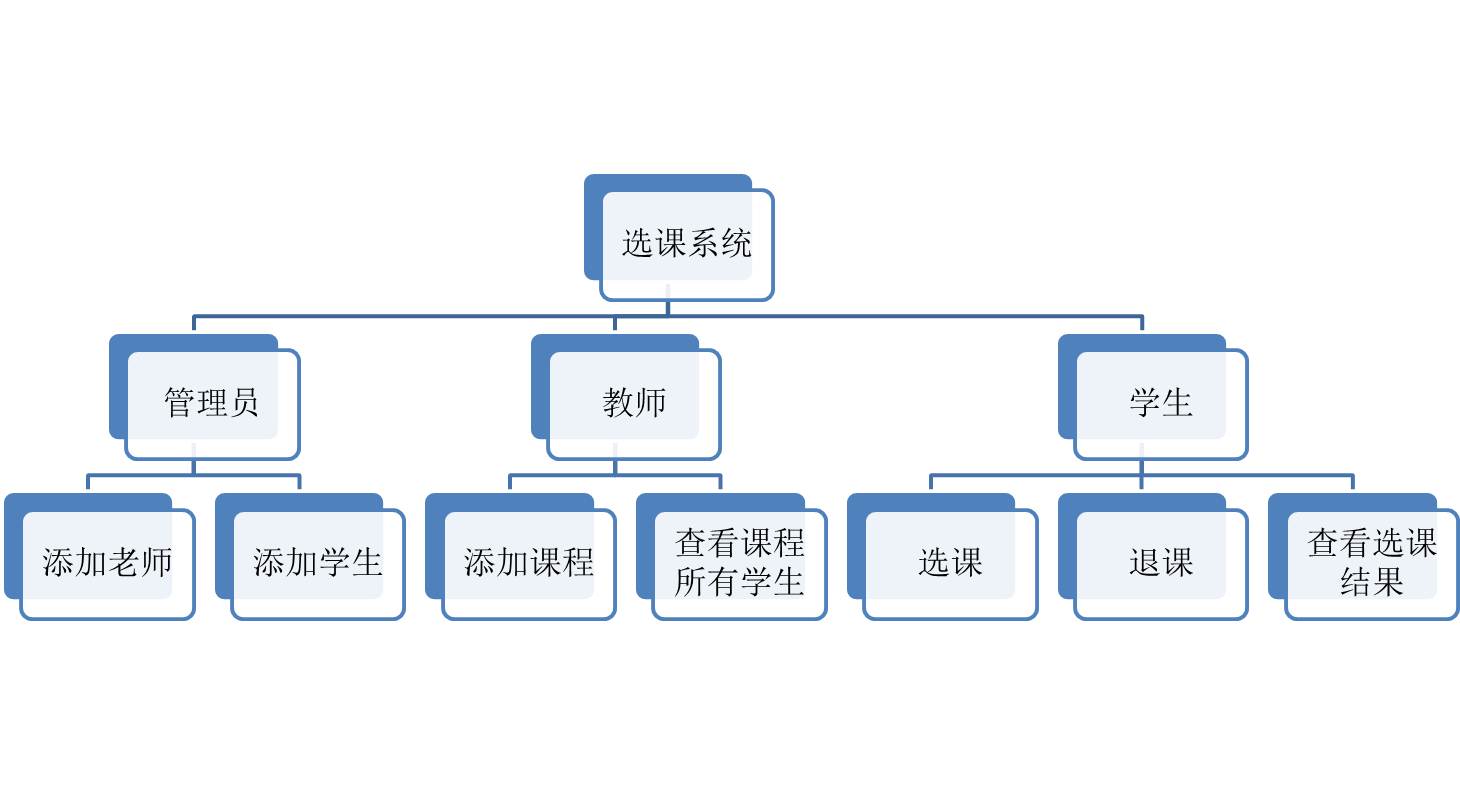 选课系统
管理员
教师
学生
添加老师
添加学生
添加课程
查看课程
所有学生
选课
退课
查看选课
结果